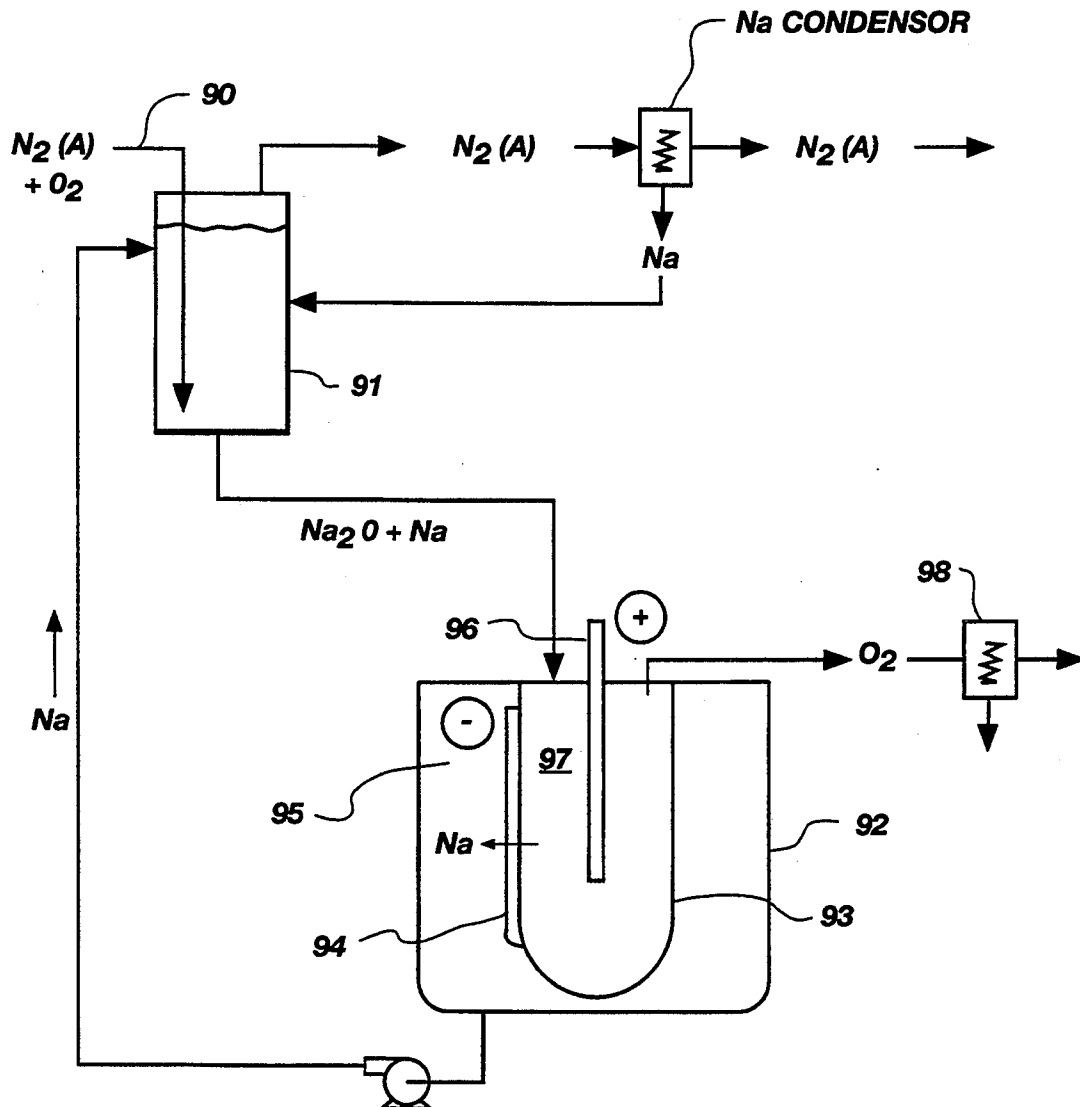 Na CONDENSOR
90
N2 (A)
+ O2
N2 (A)
N2 (A)
Na
91
Na2 O + Na
98
96
+
O2
Na
-
97
95
92
Na
93
94